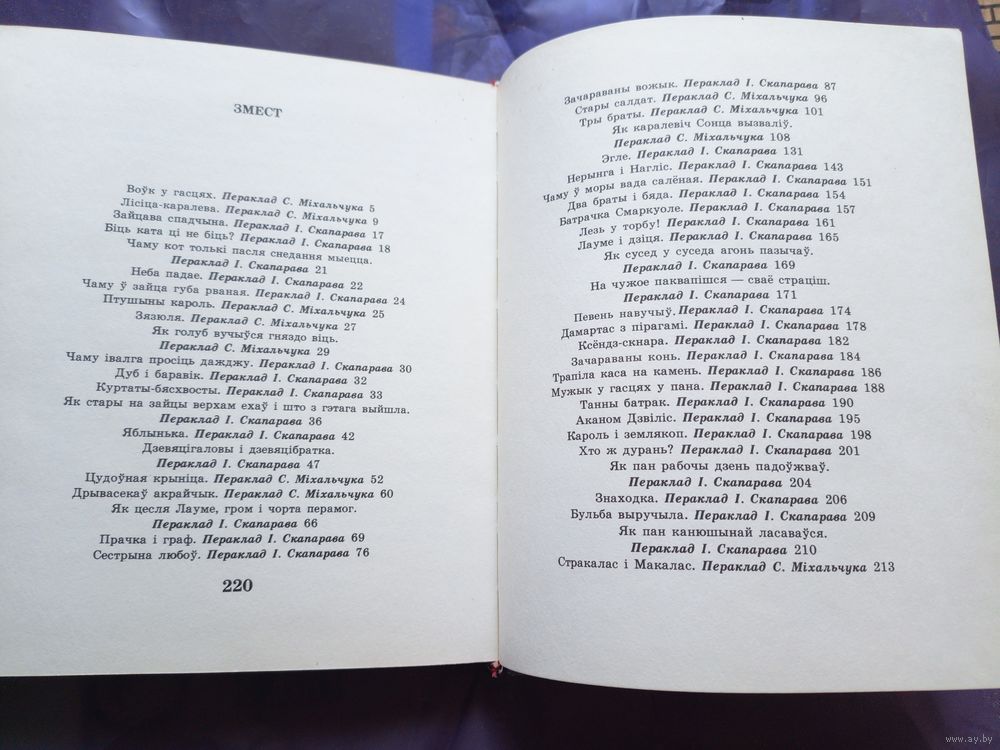 ЗМЕСТ
Воўк у гасцях. Пераклад С. Міхальчука 5
Лісіца-каралева. Пераклад С. Міхальчука 9
Зайцава спадчына. Пераклад І. Скапарава 17
Біць ката ці не біць? Пераклад І. Скапарава 18
Чаму кот толькі пасля снедання мыецца.
Пераклад І. Скапарава 21
Неба падае. Пераклад І. Скапарава 22
Чаму ў зайца губа рваная. Пераклад І. Скапарава 24
Птушыны кароль. Пераклад С. Міхальчука 25
Зязюля. Пераклад С. Міхальчука 27
Як голуб вучыўся гняздо віць.
Пераклад С. Міхальчука 29
Чаму івалга просіць дажджу. Пераклад І. Скапарава 30
Дуб і баравік. Пераклад І. Скапарава 32
Куртаты-бясхвосты. Пераклад І. Скапарава 33
Як стары на зайцы верхам ехаў і што з гэтага выйшла.
Пераклад І. Скапарава 36
Яблынька. Пераклад І. Скапарава 42
Дзевяцігаловы і дзевяцібратка.
Пераклад І. Скапарава 47
Цудоўная крыніца. Пераклад С. Міхальчука 52
Дрывасекаў акрайчык. Пераклад С. Міхальчука 60
Як цесля Лауме, гром і чорта перамог.
Пераклад І. Скапарава 66
Прачка і граф. Пераклад І. Скапарава 69
Сестрына любоў. Пераклад І. Скапарава 76
220
Зачараваны вожык. Пераклад І. Скапарава 87
Стары салдат. Пераклад С. Міхальчука 96
Тры браты. Пераклад С. Міхальчука 101
Як каралевіч Сонца вызваліў.
Пераклад С. Міхальчука 108
Эгле. Пераклад І. Скапарава 131
Нерынга і Нагліс. Пераклад І. Скапарава 143
Чаму ў моры вада салёная. Пераклад І. Скапарава 151
Два браты і бяда. Пераклад І. Скапарава 154
Батрачка Смаркуоле. Пераклад І. Скапарава 157
Лезь у торбу! Пераклад І. Скапарава 161
Лауме і дзіця. Пераклад І. Скапарава 165
Як сусед у суседа агонь пазычаў.
Пераклад І. Скапарава 169
На чужое паквапішся — сваё страціш.
Пераклад І. Скапарава 171
Певень навучыў. Пераклад І. Скапарава 174
Дамартас з пірагамі. Пераклад І. Скапарава 178
Ксёндз-скнара. Пераклад І. Скапарава 182
Зачараваны конь. Пераклад І. Скапарава 184
Трапіла каса на камень. Пераклад І. Скапарава 186
Мужык у гасцях у пана. Пераклад І. Скапарава 188
Танны батрак. Пераклад І. Скапарава 190
Аканом Дзвіліс. Пераклад І. Скапарава 195
Кароль і землякоп. Пераклад І. Скапарава 198
Хто ж дурань? Пераклад І. Скапарава 201
Як пан рабочы дзень падоўжваў.
Пераклад І. Скапарава 204
Знаходка. Пераклад І. Скапарава 206
Бульба выручыла. Пераклад І. Скапарава 209
Як пан канюшынай ласаваўся.
Пераклад І. Скапарава 210
Стракалас і Макалас. Пераклад С. Міхальчука 213
www.ay.by